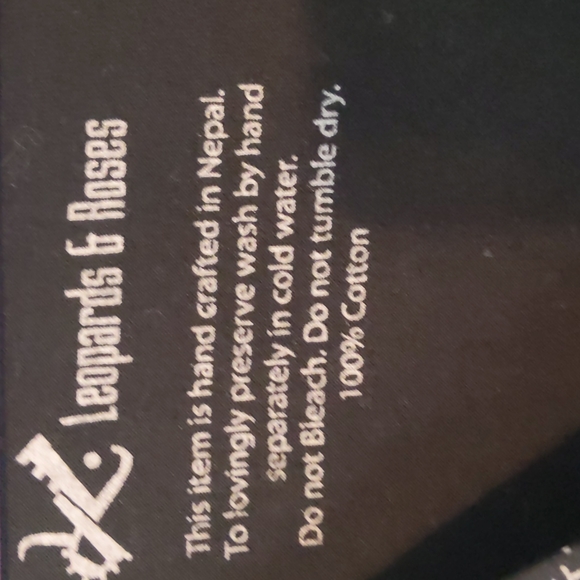 Leopards & Roses
This item is hand crafted in Nepal.
To lovingly preserve wash by hand
separately in cold water.
Do not Bleach. Do not tumble dry.
100% Cotton